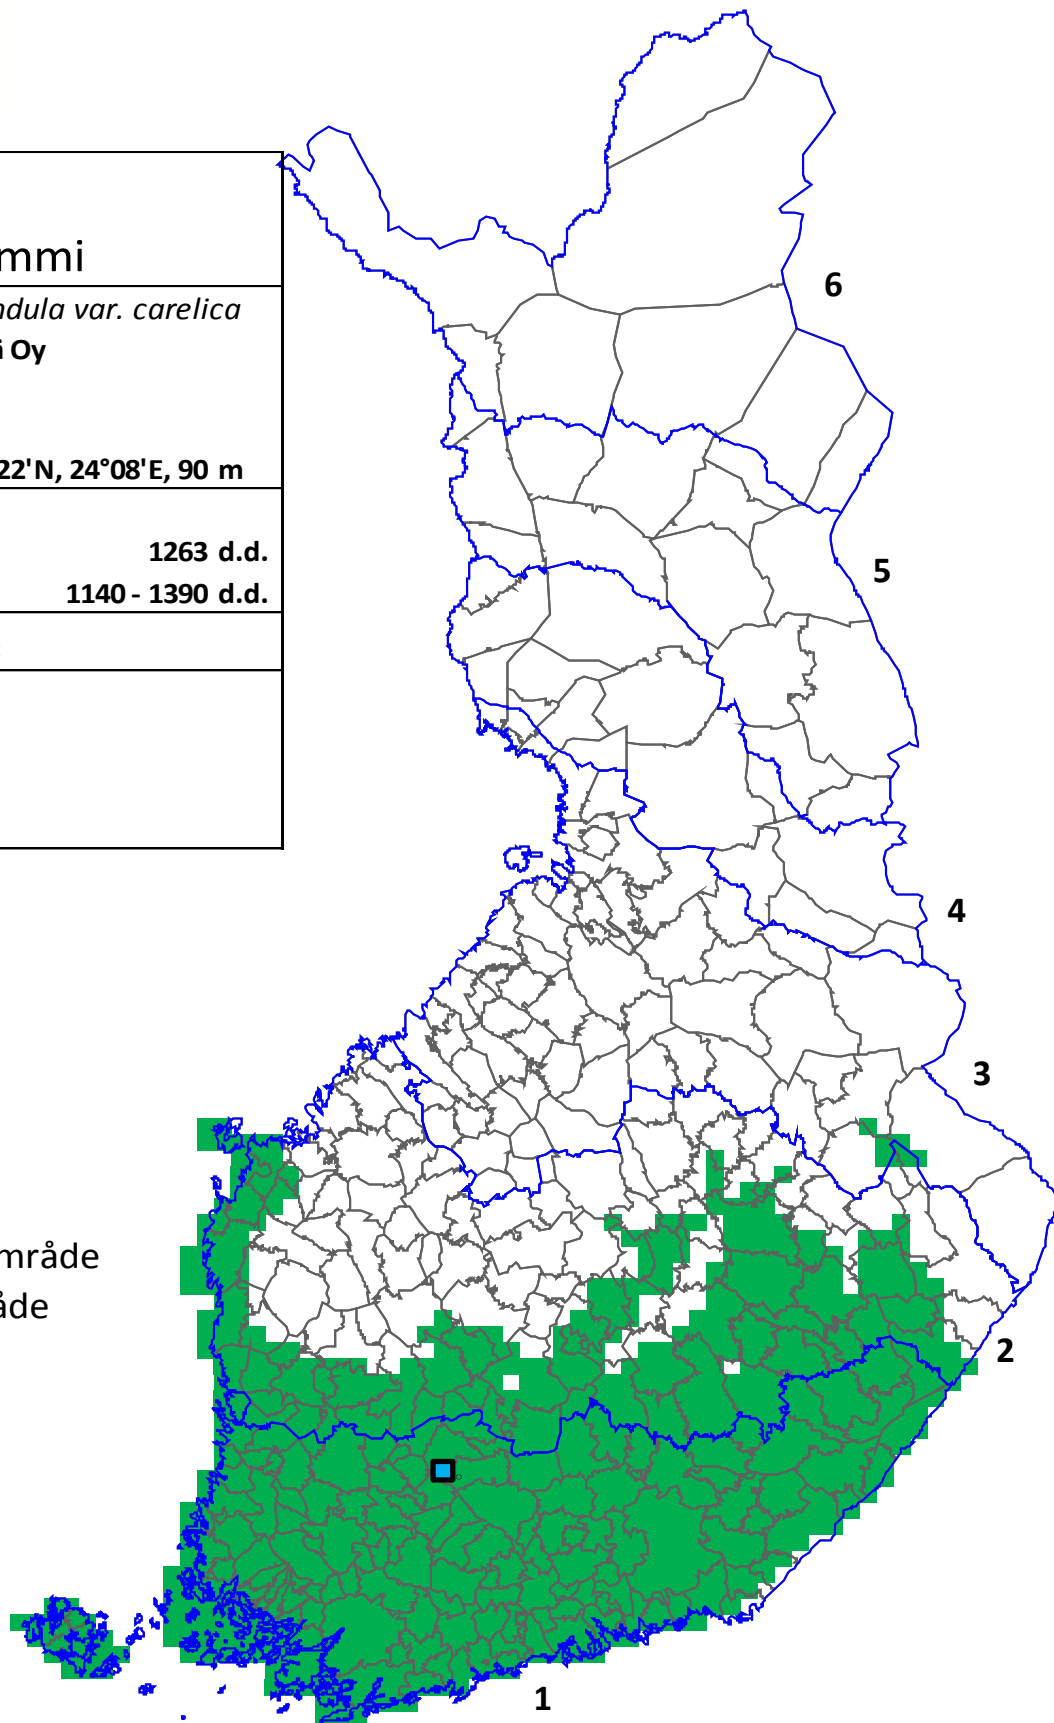 mmi
ndula var. carelica
i Oy
22'N, 24°08'E, 90 m
1263 d.d.
1140 - 1390 d.d.
6
5
4
3
mråde
åde
2
1